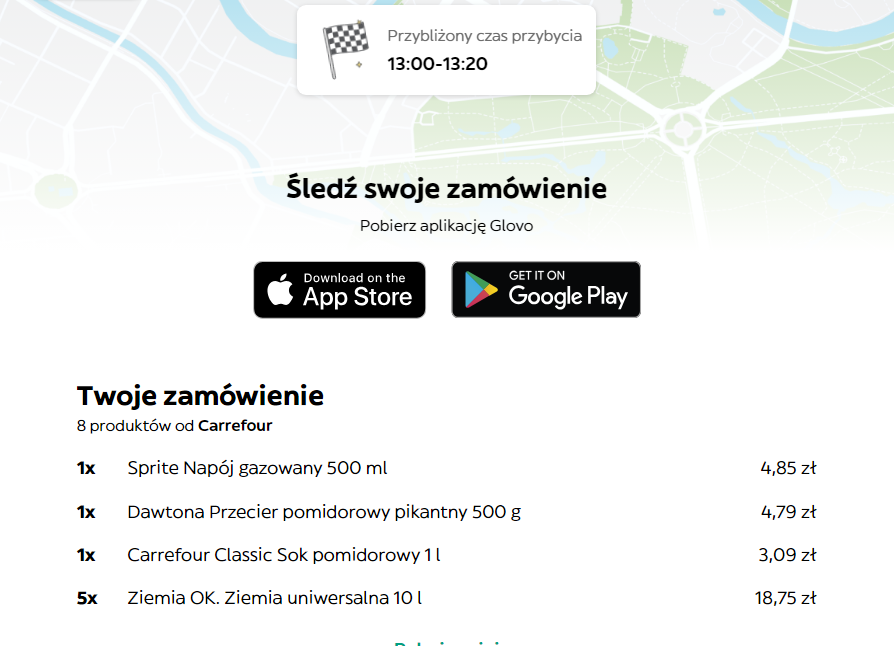 Przybliżony czas przybycia
13:00-13:20
Śledź swoje zamówienie
Pobierz aplikację Glovo
Download on the
App Store
GET IT ON
Google Play
Twoje zamówienie
8 produktów od Carrefour
1x Sprite Napój gazowany 500 ml 4,85 zł
1x Dawtona Przecier pomidorowy pikantny 500 g 4,79 zł
1x Carrefour Classic Sok pomidorowy 1 l 3,09 zł
5x Ziemia OK. Ziemia uniwersalna 10 l 18,75 zł